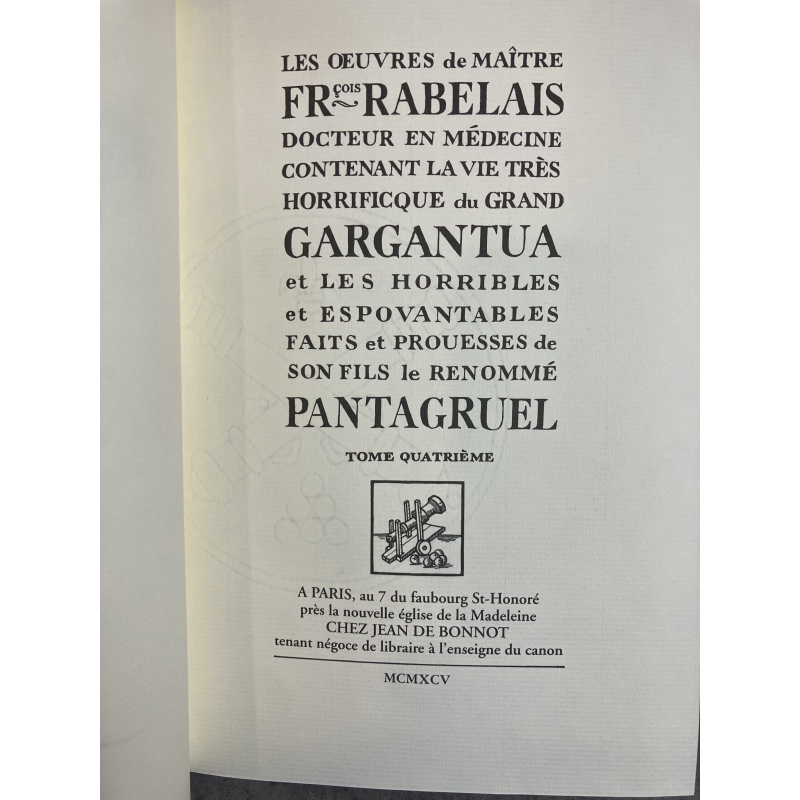 LES ŒUVRES de MAÎTRE
FRçois RABELAIS
DOCTEUR EN MÉDECINE
CONTENANT LA VIE TRÈS
HORRIFICQUE du GRAND
GARGANTUA
et LES HORRIBLES
et ESPOVANTABLES
FAITS et PROUESSES de
SON FILS le RENOMMÉ
PANTAGRUEL
TOME QUATRIÈME
A PARIS, au 7 du faubourg St-Honoré
près la nouvelle église de la Madeleine
CHEZ JEAN DE BONNOT
tenant négoce de libraire à l'enseigne du canon
MCMXCV